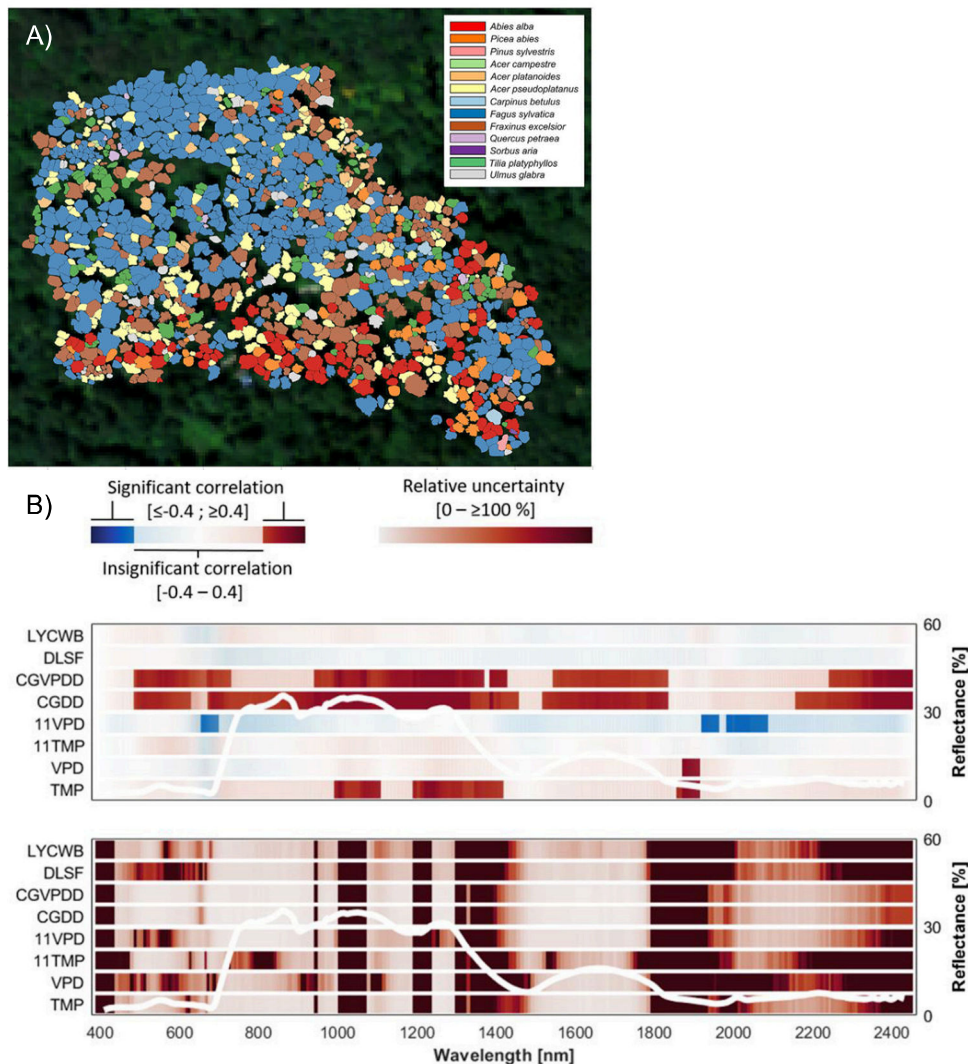 A)
Abies alba
Picea abies
Pinus sylvestris
Acer campestre
Acer platanoides
Acer pseudoplatanus
Carpinus betulus
Fagus sylvatica
Fraxinus excelsior
Quercus petraea
Sorbus aria
Tilia platyphyllos
Ulmus glabra
B)
Significant correlation
[≤-0.4 ; ≥0.4]
Insignificant correlation
[-0.4 – 0.4]
Relative uncertainty
[0 – ≥100 %]
LYCWB
DLSF
CGVPDD
CGDD
11VPD
11TMP
VPD
TMP
60
30
0
Reflectance [%]
LYCWB
DLSF
CGVPDD
CGDD
11VPD
11TMP
VPD
TMP
60
30
0
Reflectance [%]
400 600 800 1000 1200 1400 1600 1800 2000 2200 2400
Wavelength [nm]